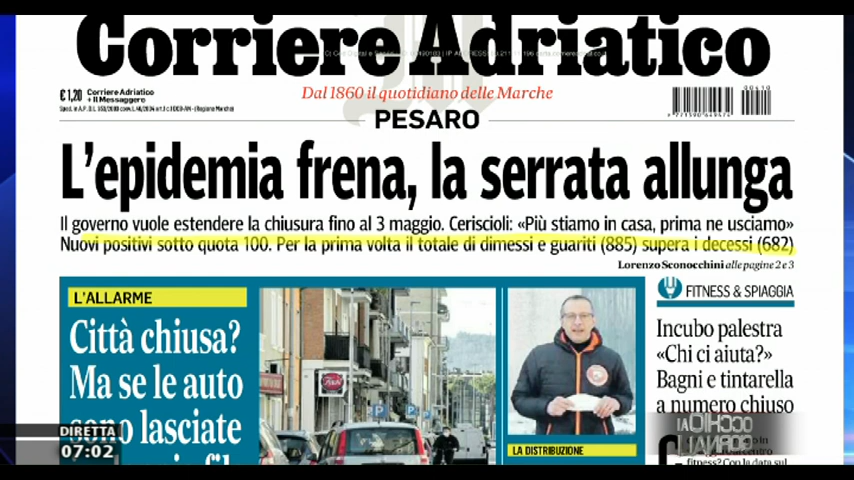 Corriere Adriatico
€ 1,20
Corriere Adriatico
+ Il Messaggero
Dal 1860 il quotidiano delle Marche
00410
PESARO
L'epidemia frena, la serrata allunga
Il governo vuole estendere la chiusura fino al 3 maggio. Ceriscioli: «Più stiamo in casa, prima ne usciamo»
Nuovi positivi sotto quota 100. Per la prima volta il totale di dimessi e guariti (885) supera i decessi (682)
Lorenzo Sconocchini alle pagine 2 e 3
L'ALLARME
Città chiusa?
Ma se le auto
sono lasciate
LA DISTRIBUZIONE
FITNESS & SPIAGGIA
Incubo palestra
«Chi ci aiuta?»
Bagni e tintarella
a numero chiuso
DIRETTA
07:02